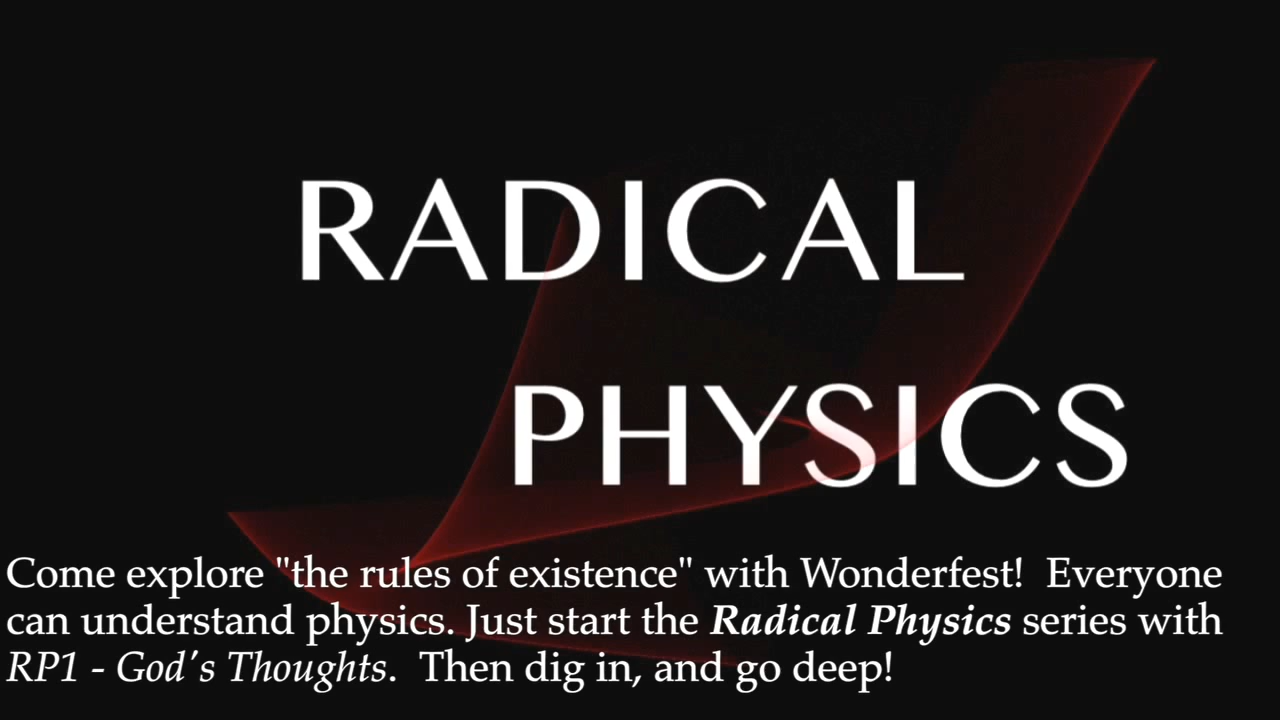 RADICAL
PHYSICS
Come explore "the rules of existence" with Wonderfest!  Everyone
can understand physics. Just start the Radical Physics series with
RP1 - God's Thoughts.  Then dig in, and go deep!